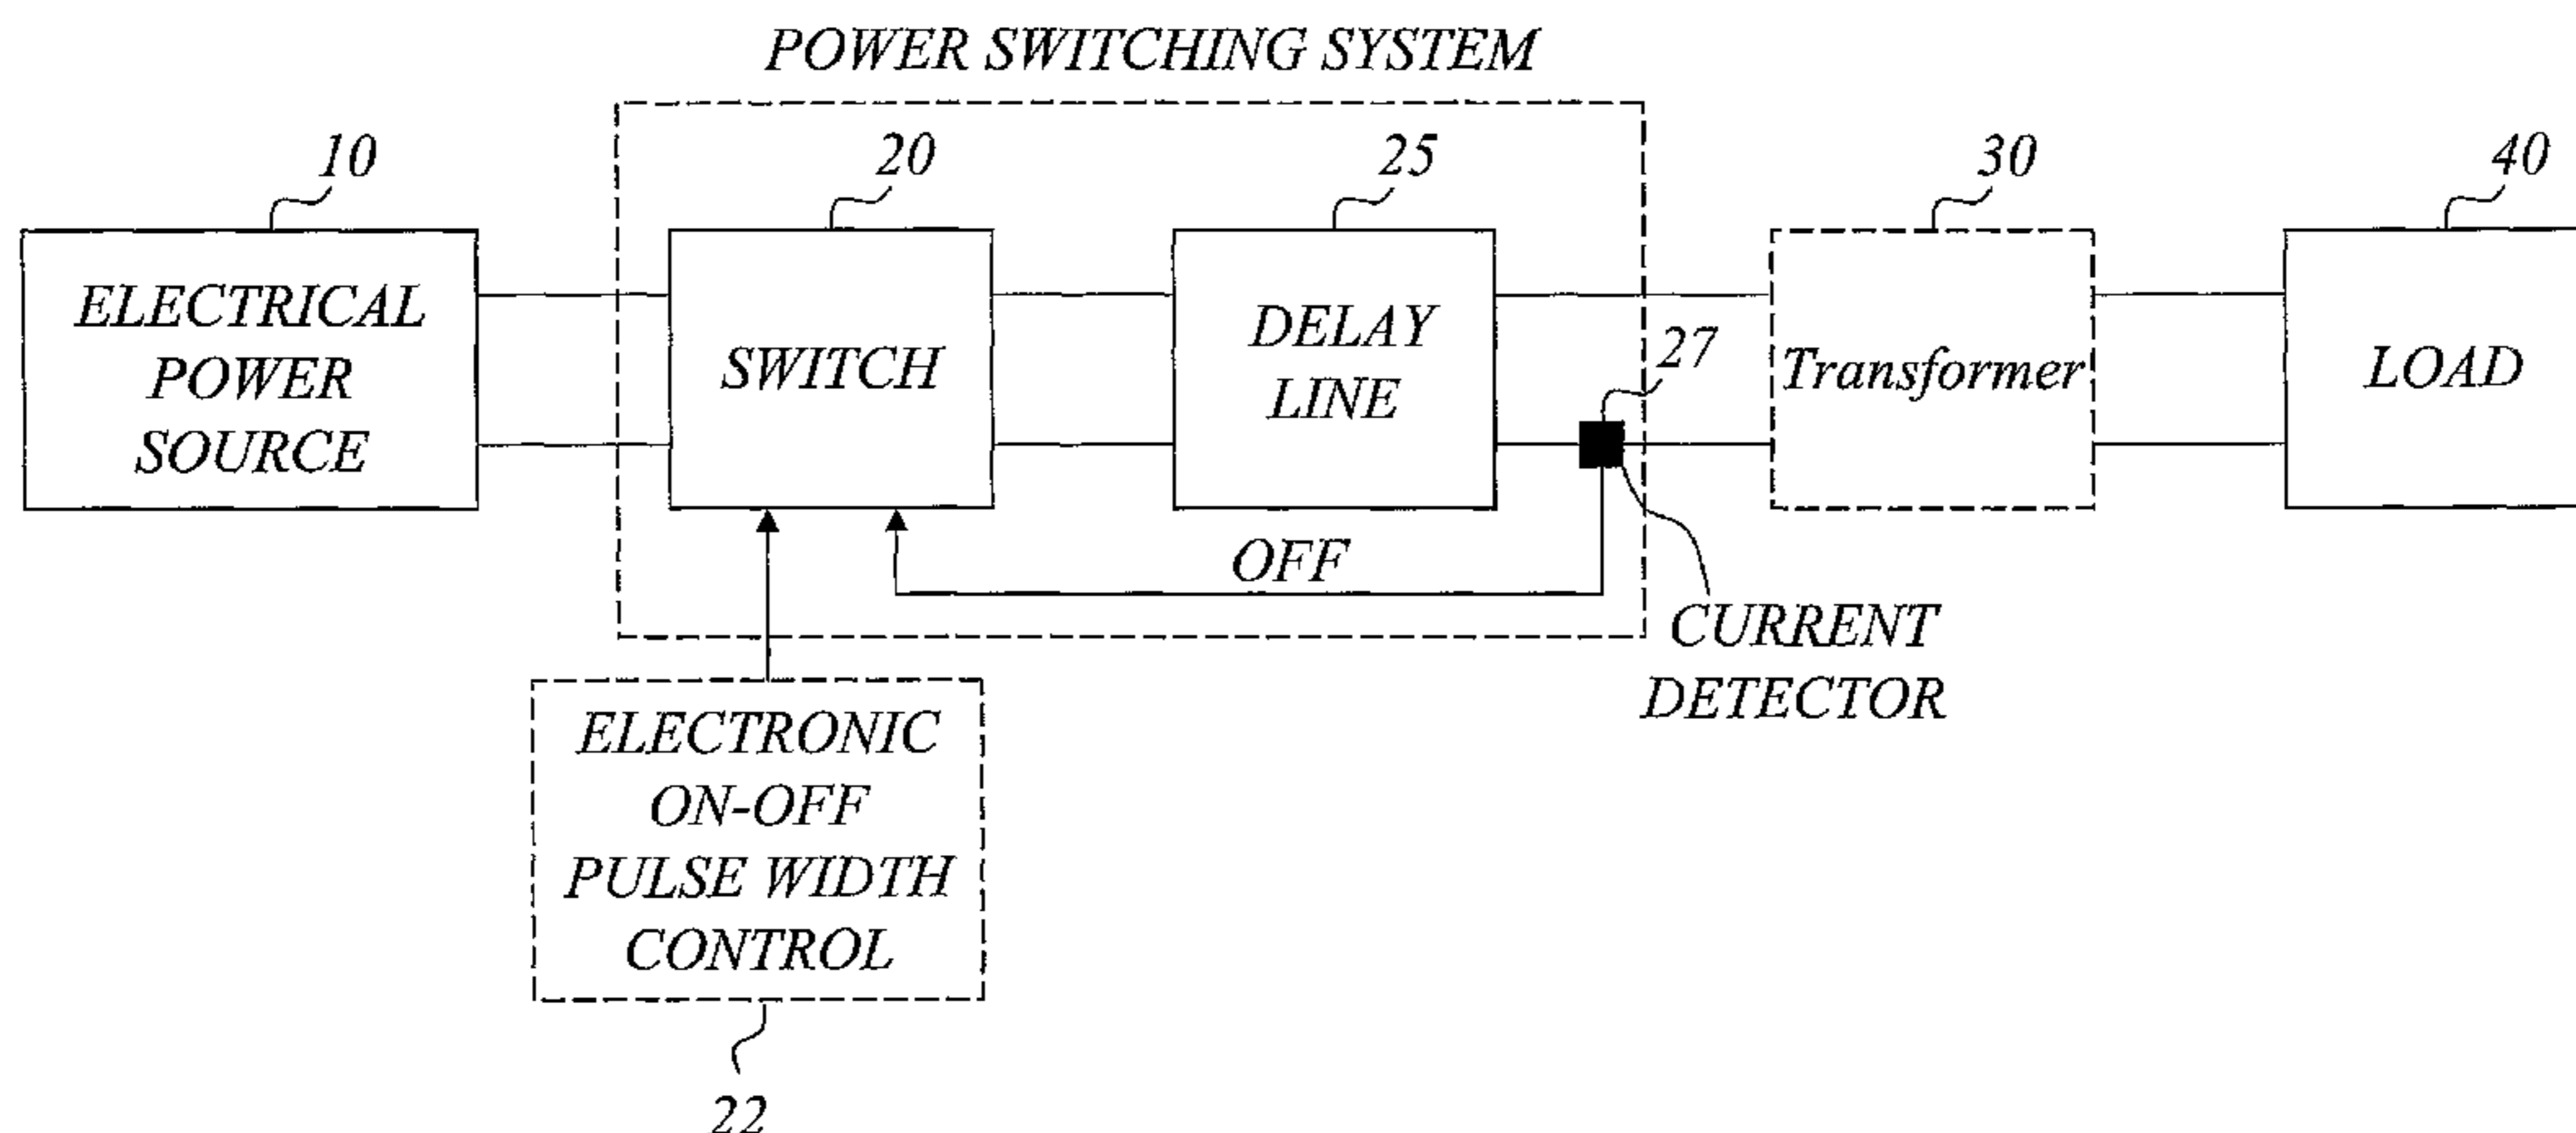 POWER SWITCHING SYSTEM
10
20
25
30
40
ELECTRICAL
POWER
SOURCE
SWITCH
DELAY
LINE
27
Transformer
LOAD
OFF
CURRENT
DETECTOR
ELECTRONIC
ON-OFF
PULSE WIDTH
CONTROL
22